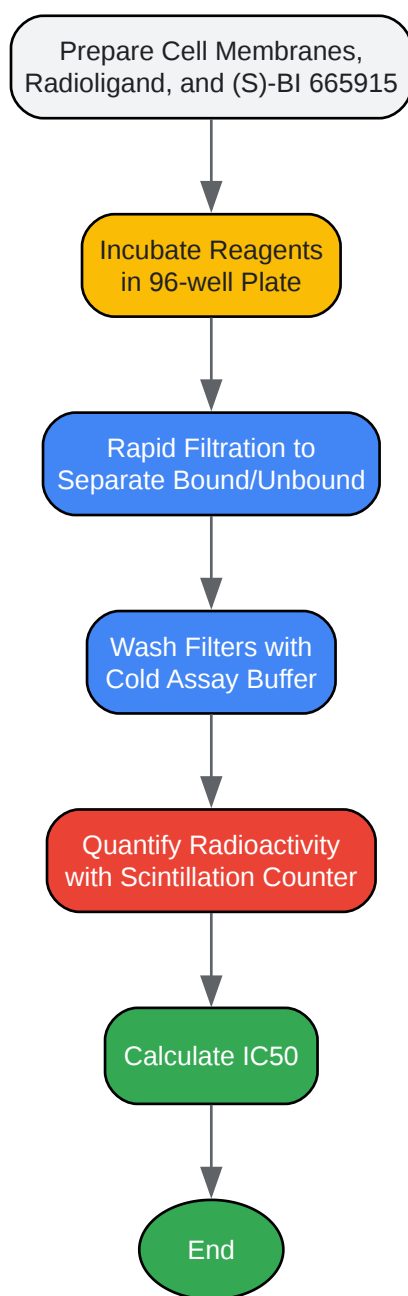 Prepare Cell Membranes,
Radioligand, and (S)-BI 665915
Incubate Reagents
in 96-well Plate
Rapid Filtration to
Separate Bound/Unbound
Wash Filters with
Cold Assay Buffer
Quantify Radioactivity
with Scintillation Counter
Calculate IC50
End